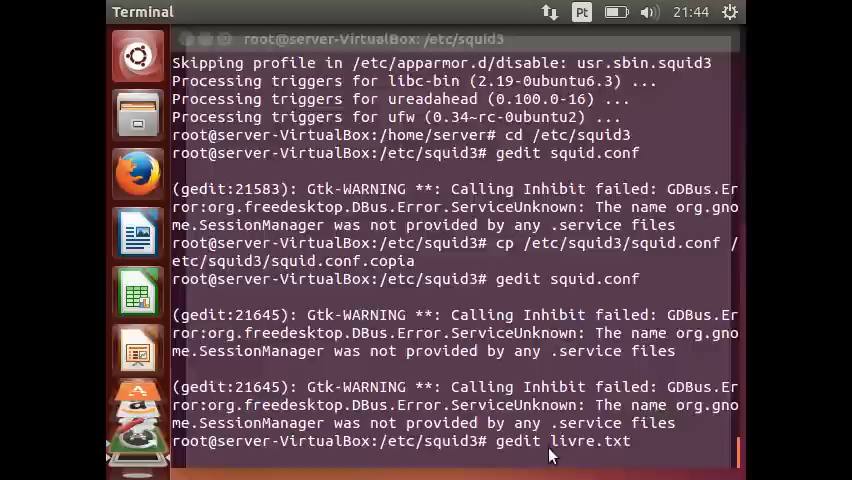 Terminal
Pt
21:44
root@server-VirtualBox: /etc/squid3
Skipping profile in /etc/apparmor.d/disable: usr.sbin.squid3
Processing triggers for libc-bin (2.19-0ubuntu6.3) ...
Processing triggers for ureadahead (0.100.0-16) ...
Processing triggers for ufw (0.34~rc-0ubuntu2) ...
root@server-VirtualBox:/home/server# cd /etc/squid3
root@server-VirtualBox:/etc/squid3# gedit squid.conf
(gedit:21583): Gtk-WARNING **: Calling Inhibit failed: GDBus.Er
ror:org.freedesktop.DBus.Error.ServiceUnknown: The name org.gno
me.SessionManager was not provided by any .service files
root@server-VirtualBox:/etc/squid3# cp /etc/squid3/squid.conf /
etc/squid3/squid.conf.copia
root@server-VirtualBox:/etc/squid3# gedit squid.conf
(gedit:21645): Gtk-WARNING **: Calling Inhibit failed: GDBus.Er
ror:org.freedesktop.DBus.Error.ServiceUnknown: The name org.gno
me.SessionManager was not provided by any .service files
(gedit:21645): Gtk-WARNING **: Calling Inhibit failed: GDBus.Er
ror:org.freedesktop.DBus.Error.ServiceUnknown: The name org.gno
me.SessionManager was not provided by any .service files
root@server-VirtualBox:/etc/squid3# gedit livre.txt